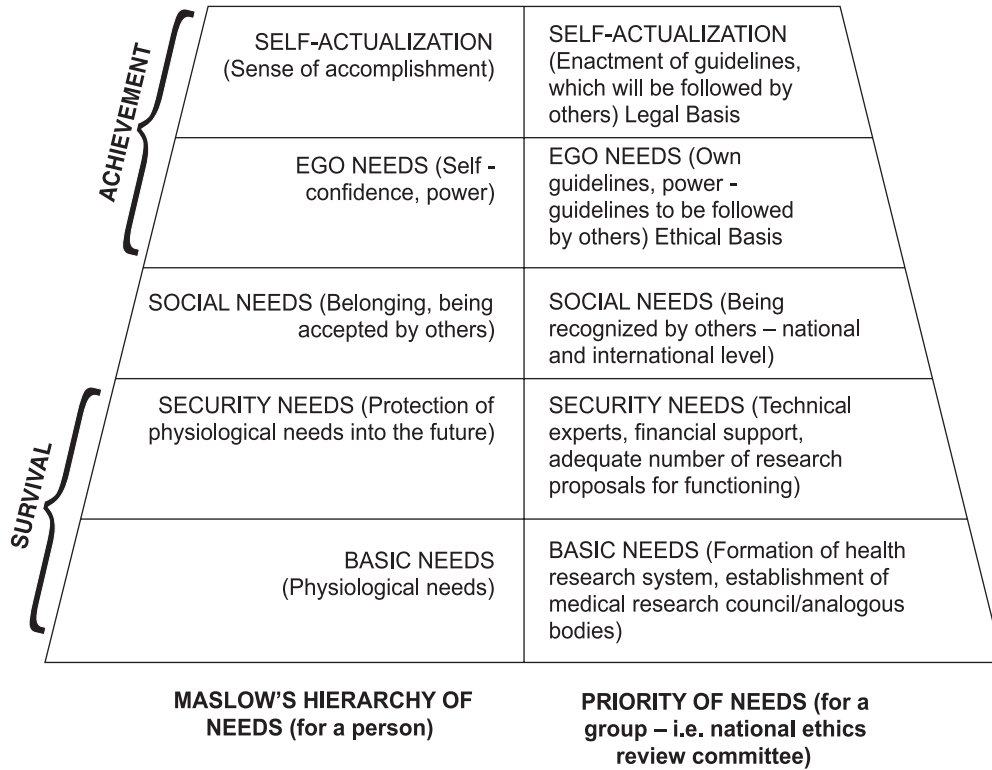 ACHIEVEMENT
SELF-ACTUALIZATION
(Sense of accomplishment)
SELF-ACTUALIZATION
(Enactment of guidelines,
which will be followed by
others) Legal Basis
EGO NEEDS (Self -
confidence, power)
EGO NEEDS (Own
guidelines, power -
guidelines to be followed
by others) Ethical Basis
SOCIAL NEEDS (Belonging, being
accepted by others)
SOCIAL NEEDS (Being
recognized by others – national
and international level)
SURVIVAL
SECURITY NEEDS (Protection of
physiological needs into the future)
SECURITY NEEDS (Technical
experts, financial support,
adequate number of research
proposals for functioning)
BASIC NEEDS
(Physiological needs)
BASIC NEEDS (Formation of health
research system, establishment of
medical research council/analogous
bodies)
MASLOW’S HIERARCHY OF
NEEDS (for a person)
PRIORITY OF NEEDS (for a
group – i.e. national ethics
review committee)